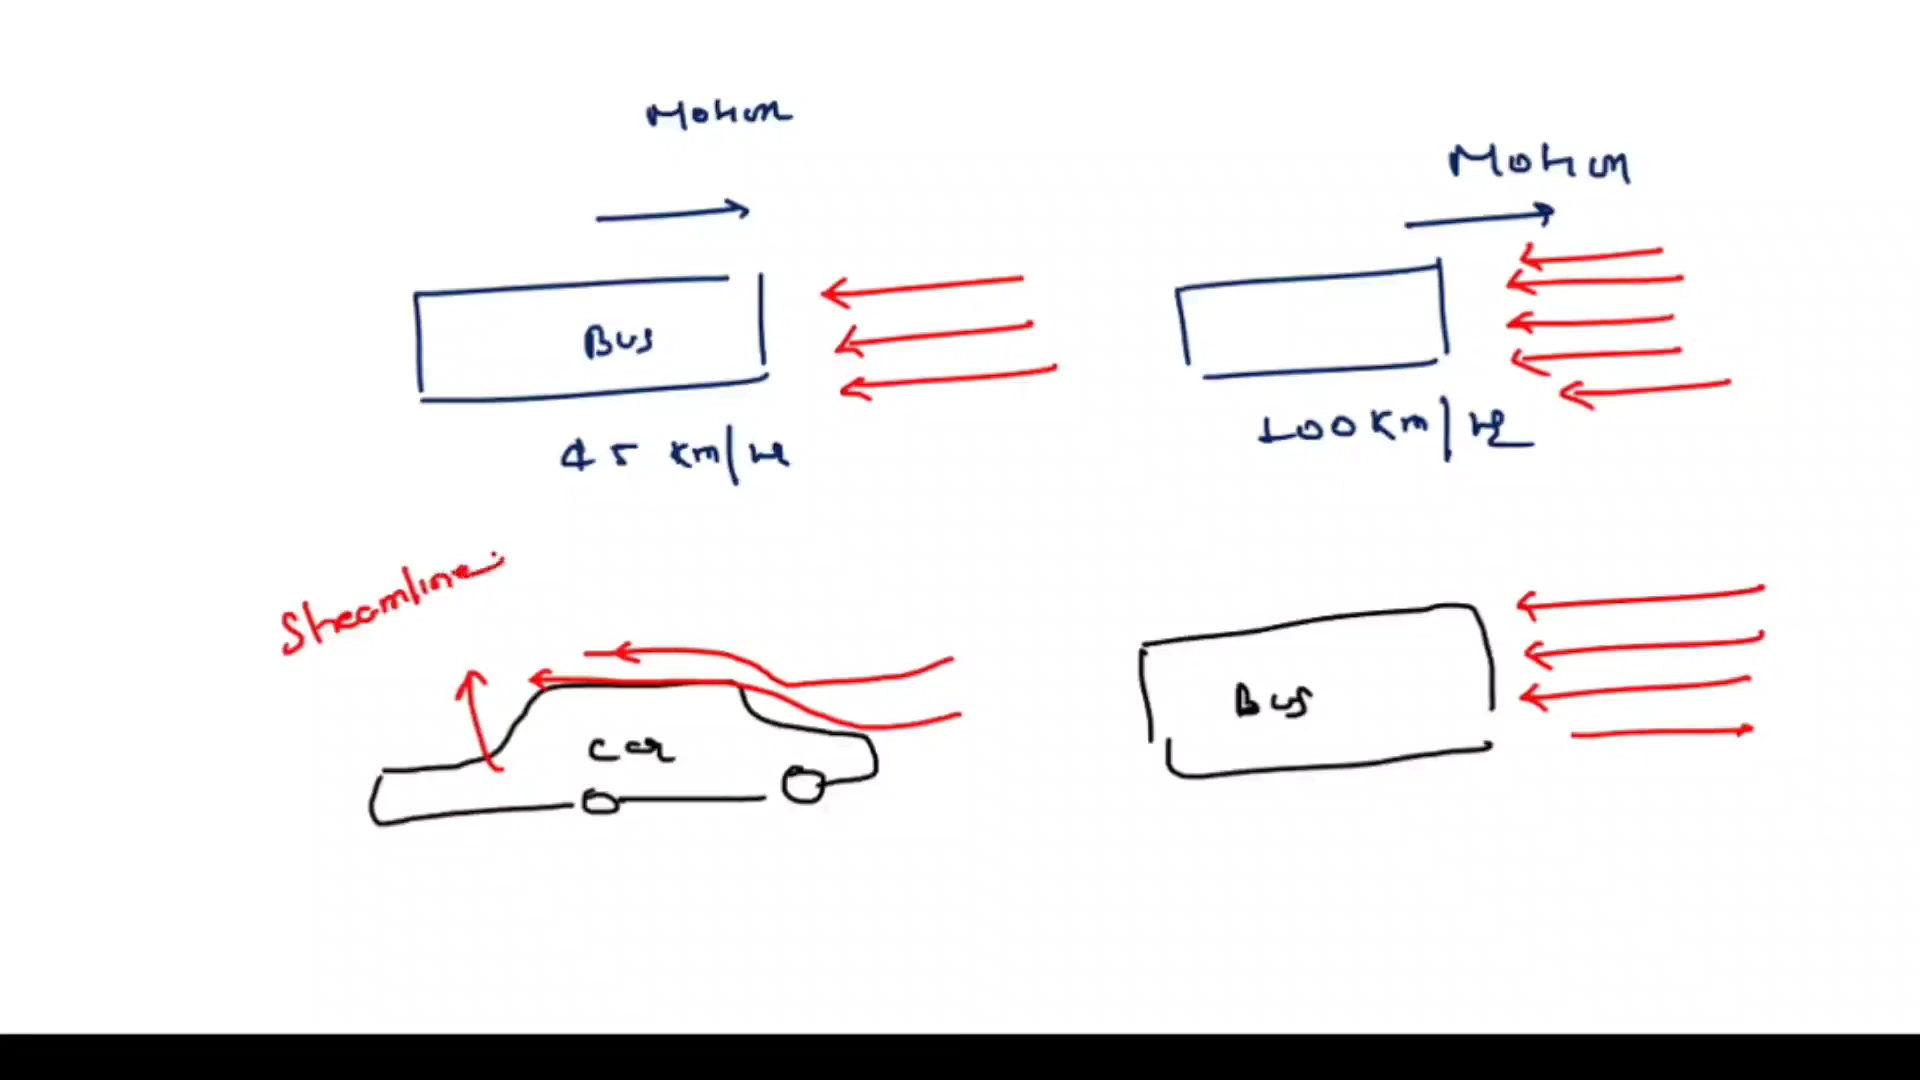 Motion
Motion
Bus
45 Km/Hr
100 Km/Hr
Streamline
Car
Bus